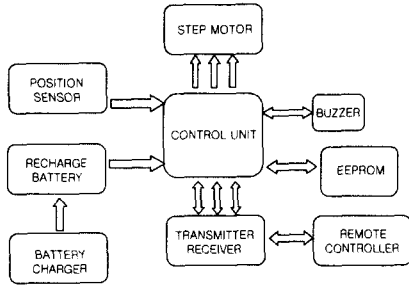 STEP MOTOR
POSITION
SENSOR
CONTROL UNIT
BUZZER
RECHARGE
BATTERY
EEPROM
TRANSMITTER
RECEIVER
REMOTE
CONTROLLER
BATTERY
CHARGER